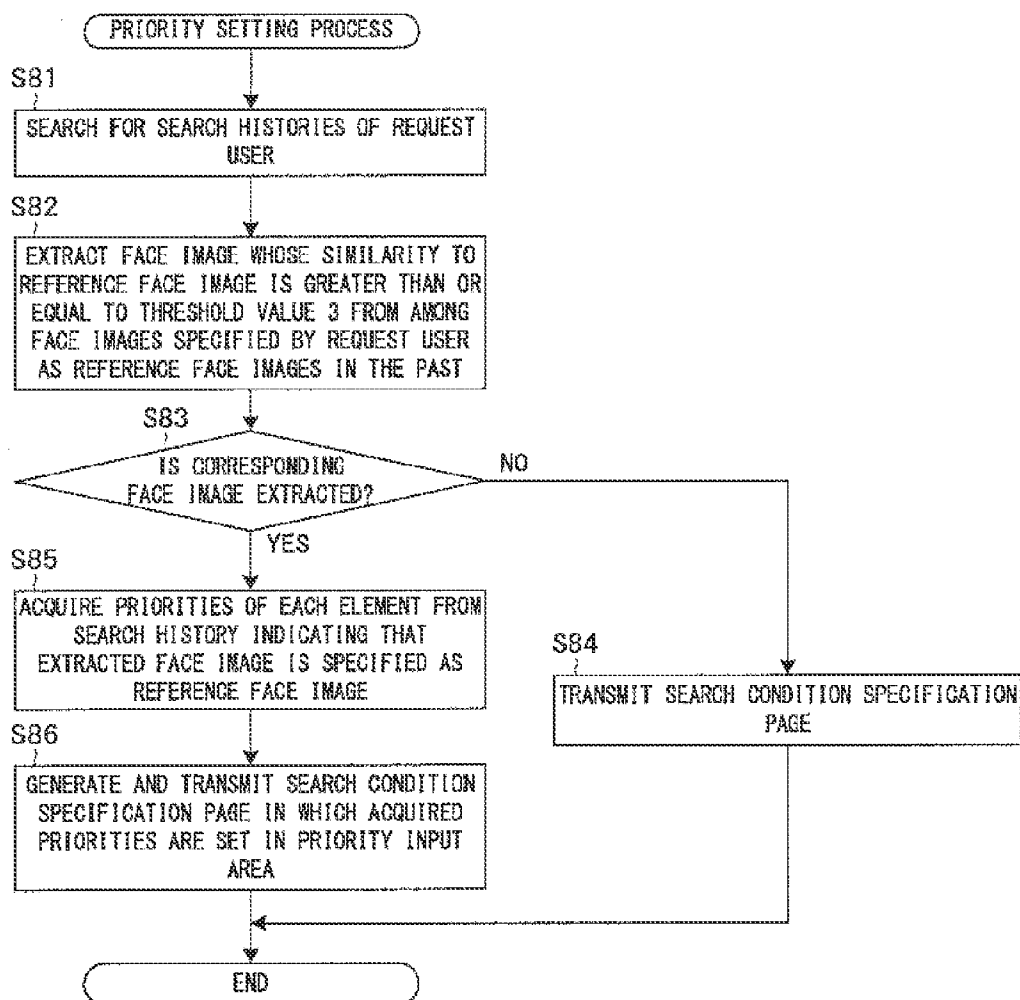 PRIORITY SETTING PROCESS
S81
SEARCH FOR SEARCH HISTORIES OF REQUEST
USER
S82
EXTRACT FACE IMAGE WHOSE SIMILARITY TO
REFERENCE FACE IMAGE IS GREATER THAN OR
EQUAL TO THRESHOLD VALUE 3 FROM AMONG
FACE IMAGES SPECIFIED BY REQUEST USER
AS REFERENCE FACE IMAGES IN THE PAST
S83
IS CORRESPONDING
FACE IMAGE EXTRACTED?
NO
YES
S85
ACQUIRE PRIORITIES OF EACH ELEMENT FROM
SEARCH HISTORY INDICATING THAT
EXTRACTED FACE IMAGE IS SPECIFIED AS
REFERENCE FACE IMAGE
S84
TRANSMIT SEARCH CONDITION SPECIFICATION
PAGE
S86
GENERATE AND TRANSMIT SEARCH CONDITION
SPECIFICATION PAGE IN WHICH ACQUIRED
PRIORITIES ARE SET IN PRIORITY INPUT
AREA
END